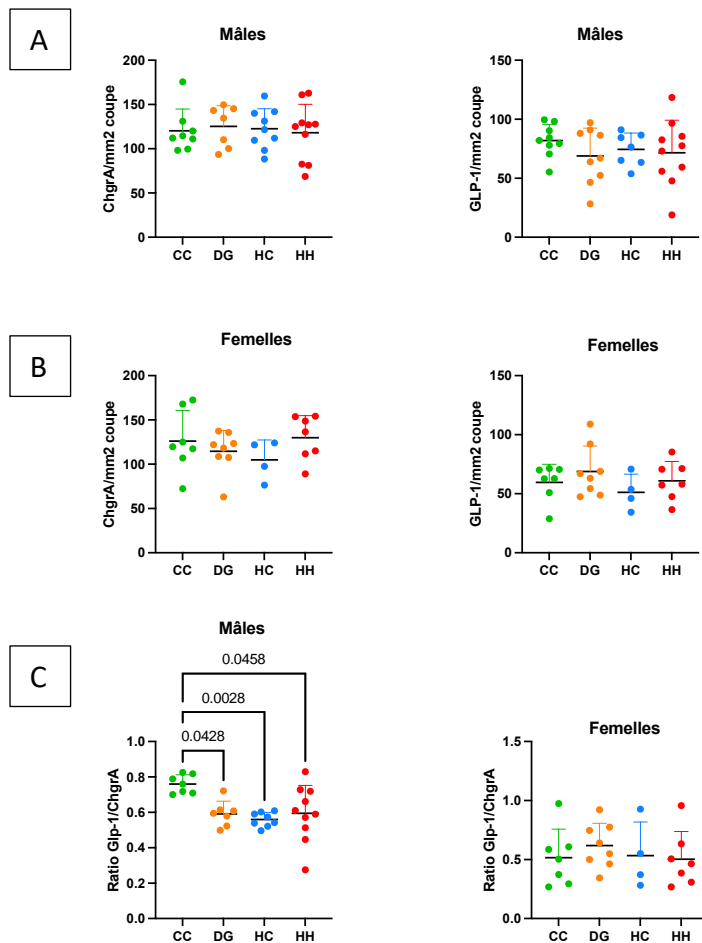 A
Mâles
ChgrA/mm2 coupe
200
150
100
50
0
CC DG HC HH
Mâles
GLP-1/mm2 coupe
150
100
50
0
CC DG HC HH
B
Femelles
ChgrA/mm2 coupe
200
150
100
50
0
CC DG HC HH
Femelles
GLP-1/mm2 coupe
150
100
50
0
CC DG HC HH
C
Mâles
0.0458
0.0028
0.0428
Ratio Glp-1/ChgrA
1.0
0.8
0.6
0.4
0.2
0.0
CC DG HC HH
Femelles
Ratio Glp-1/ChgrA
1.5
1.0
0.5
0.0
CC DG HC HH